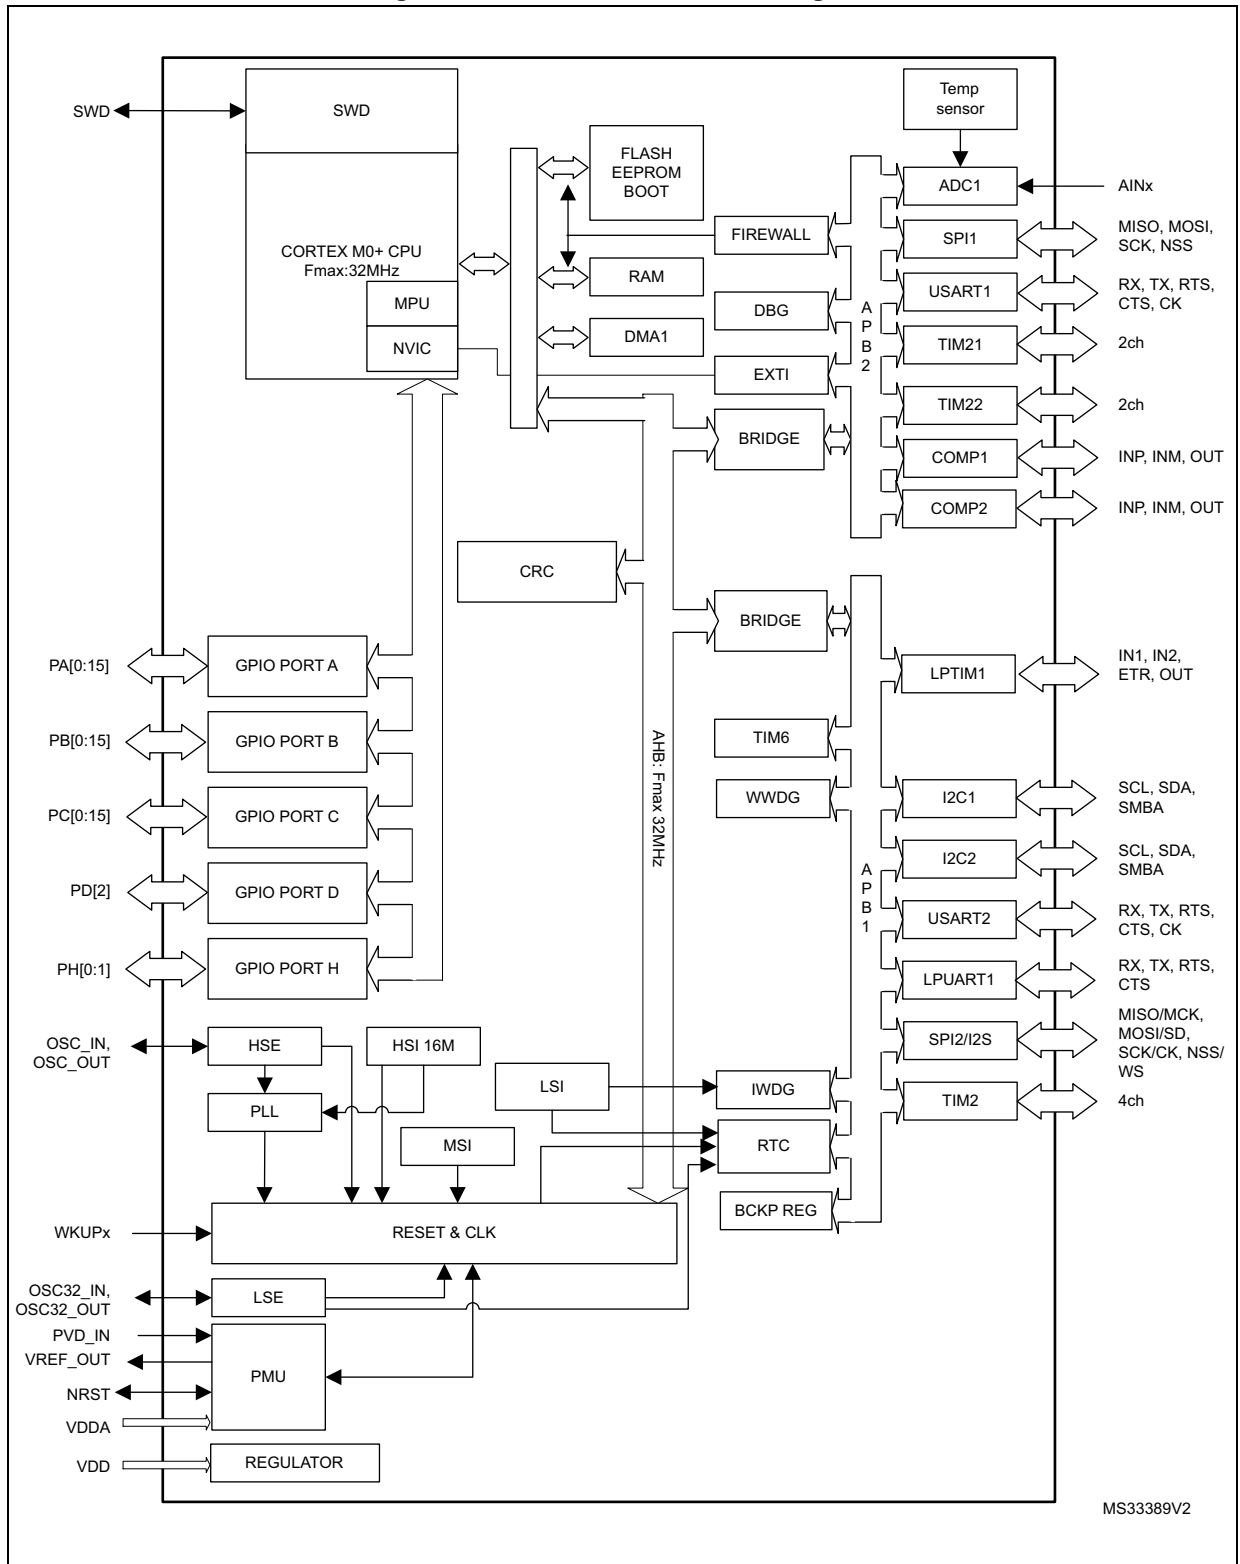 SWD
SWD
CORTEX M0+ CPU
Fmax:32MHz
MPU
NVIC
FLASH
EEPROM
BOOT
RAM
DMA1
FIREWALL
DBG
EXTI
BRIDGE
Temp
sensor
ADC1
AINx
SPI1
MISO, MOSI,
SCK, NSS
USART1
RX, TX, RTS,
CTS, CK
APB2
TIM21
2ch
TIM22
2ch
COMP1
INP, INM, OUT
COMP2
INP, INM, OUT
CRC
BRIDGE
AHB: Fmax 32MHz
PA[0:15]
GPIO PORT A
PB[0:15]
GPIO PORT B
PC[0:15]
GPIO PORT C
PD[2]
GPIO PORT D
PH[0:1]
GPIO PORT H
LPTIM1
IN1, IN2,
ETR, OUT
TIM6
WWDG
APB1
I2C1
SCL, SDA,
SMBA
I2C2
SCL, SDA,
SMBA
USART2
RX, TX, RTS,
CTS, CK
LPUART1
RX, TX, RTS,
CTS
SPI2/I2S
MISO/MCK,
MOSI/SD,
SCK/CK, NSS/
WS
TIM2
4ch
OSC_IN,
OSC_OUT
HSE
HSI 16M
PLL
LSI
IWDG
MSI
RTC
BCKP REG
WKUPx
RESET & CLK
OSC32_IN,
OSC32_OUT
LSE
PVD_IN
VREF_OUT
NRST
VDDA
PMU
VDD
REGULATOR
MS33389V2